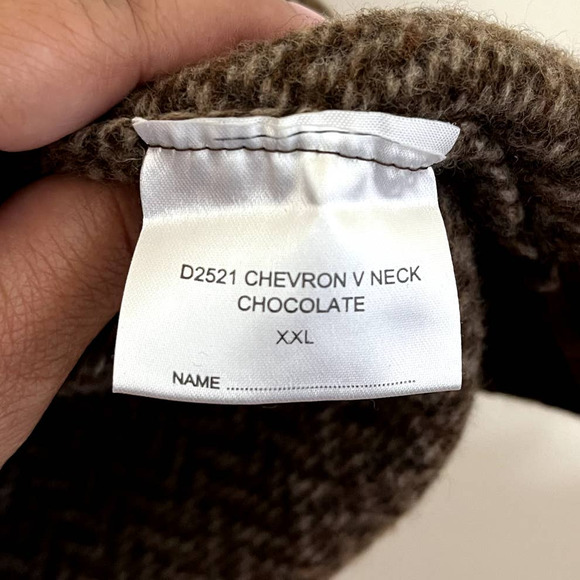 D2521 CHEVRON V NECK
CHOCOLATE
XXL
NAME ........................................